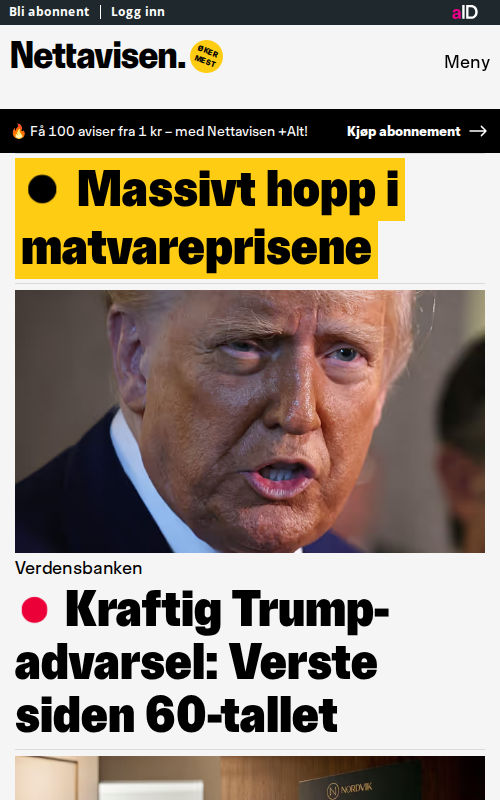 Bli abonnent | Logg inn
aID
Nettavisen.
ØKER
MEST
Meny
🔥 Få 100 aviser fra 1 kr – med Nettavisen +Alt!
Kjøp abonnement →
Massivt hopp i
matvareprisene
Verdensbanken
Kraftig Trump-
advarsel: Verste
siden 60-tallet
NORDVIK